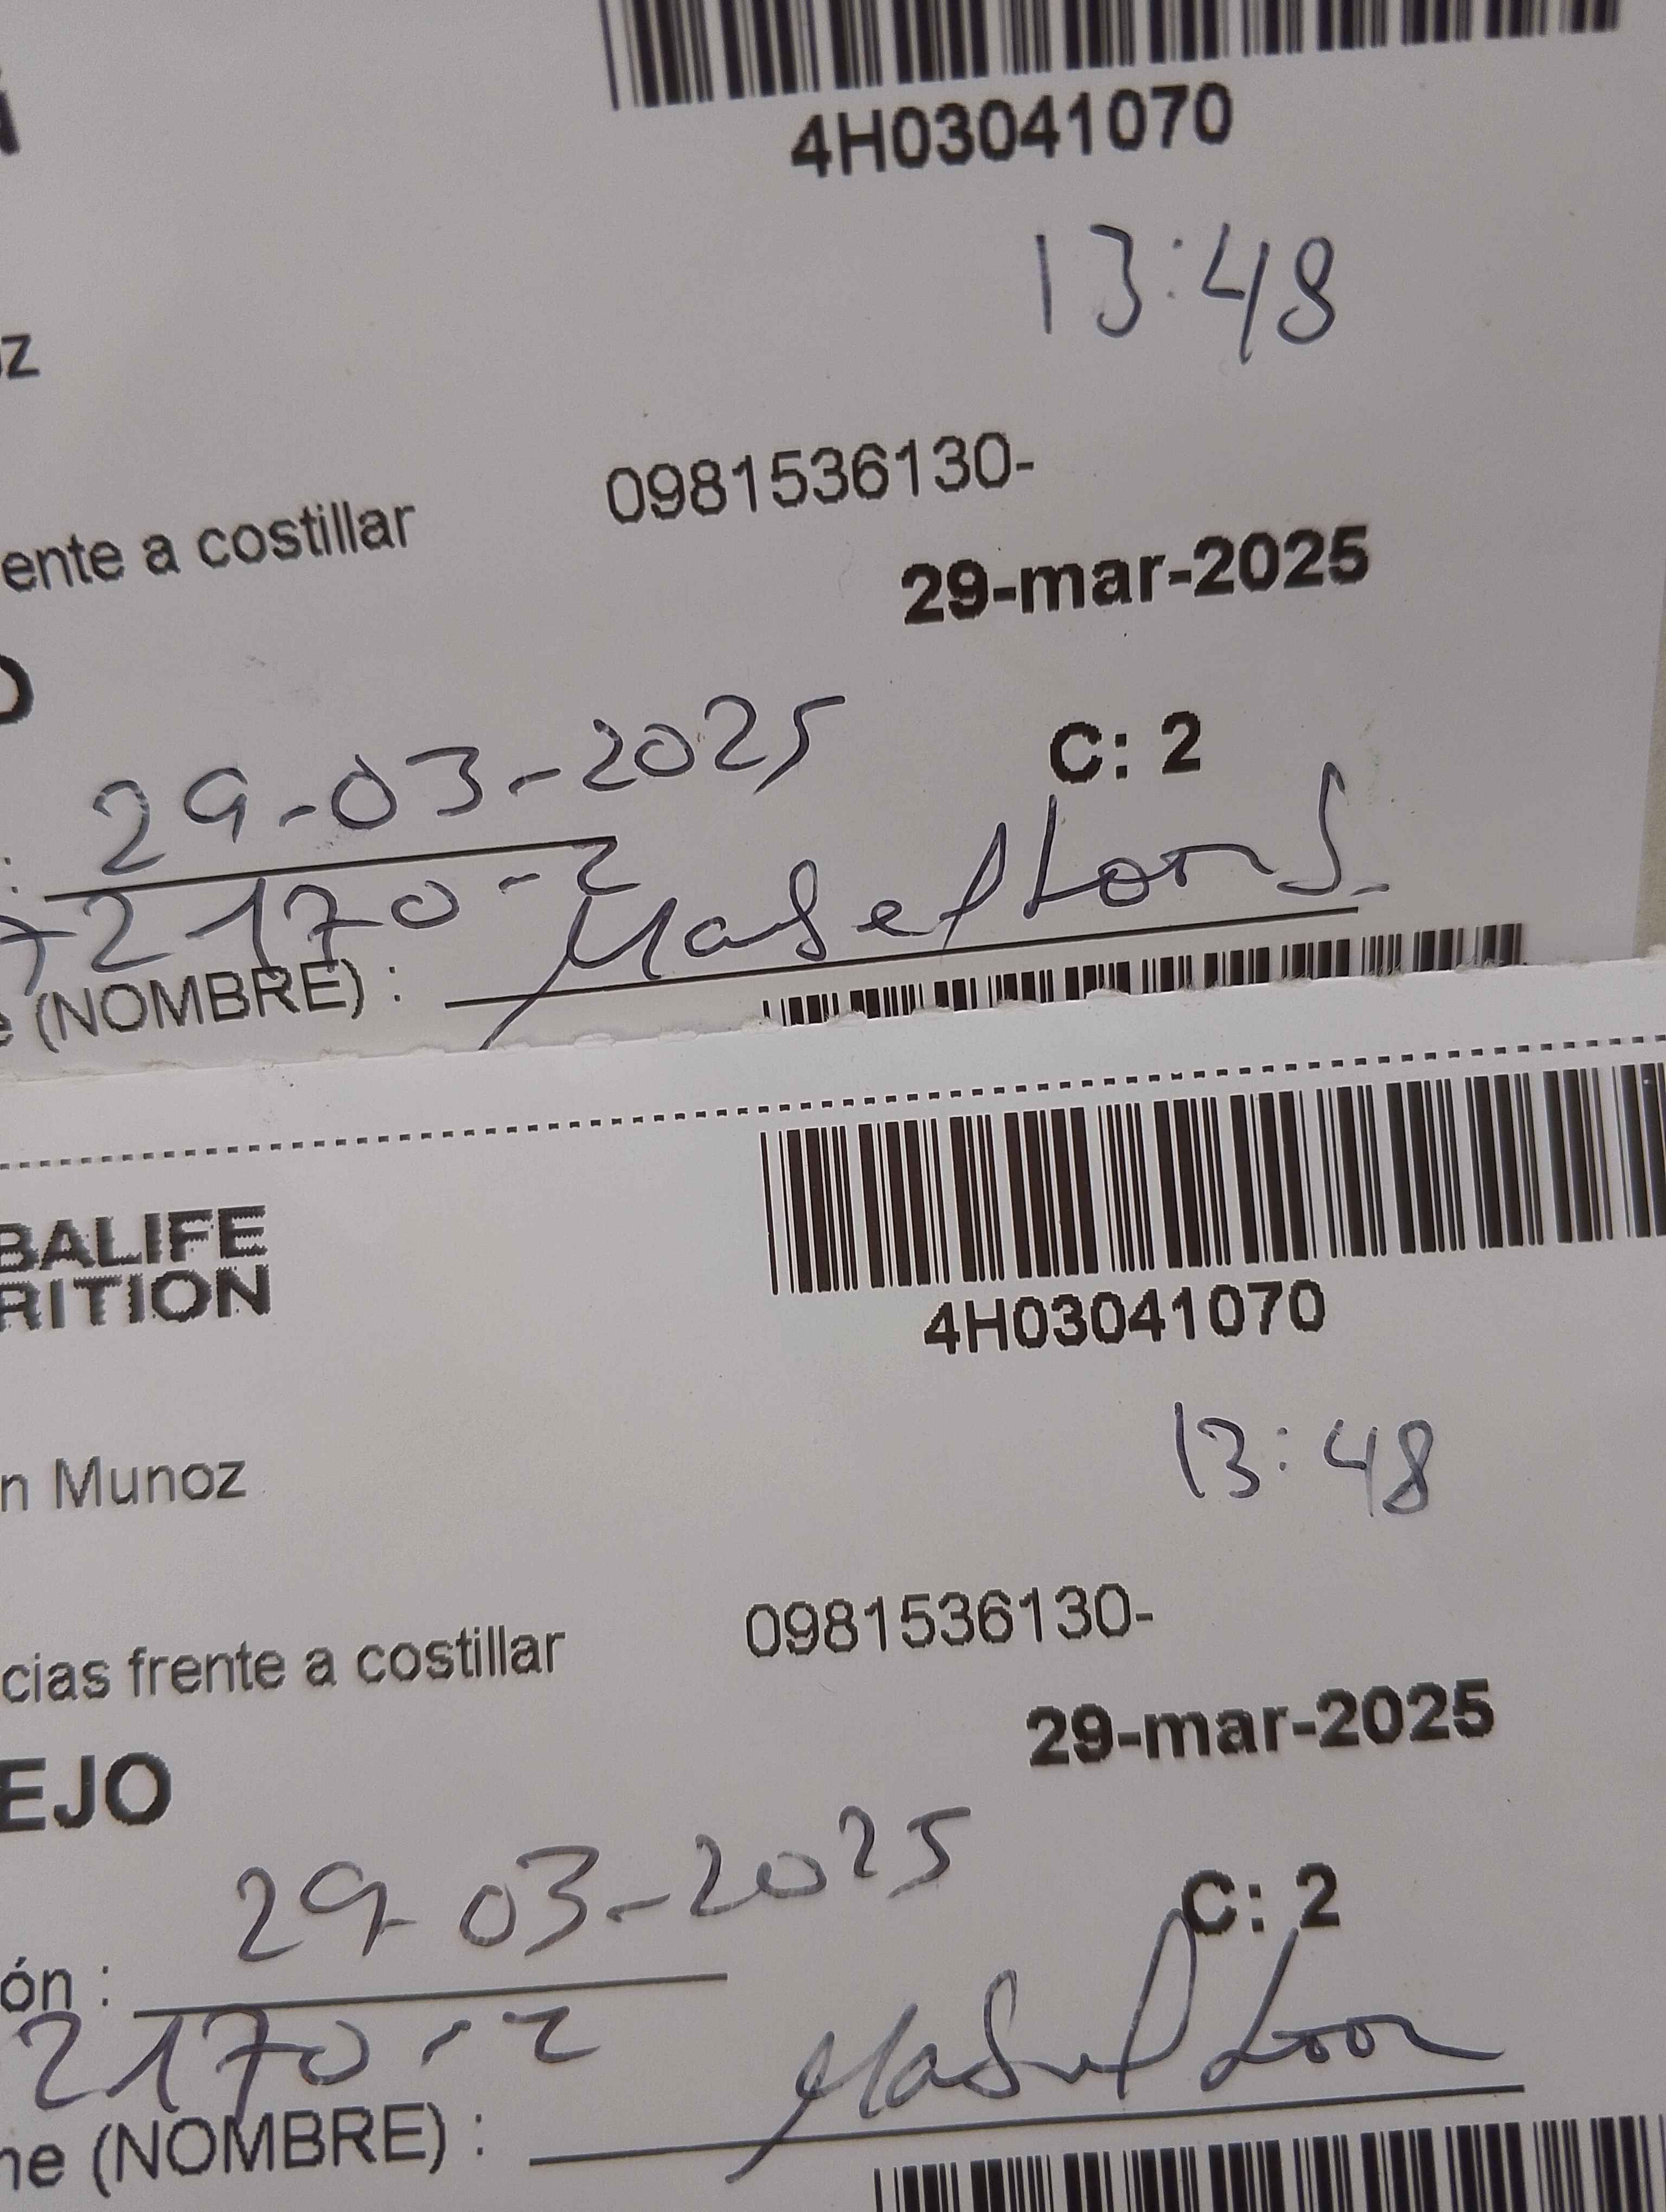 4H03041070
13:48
z
0981536130-
ente a costillar
29-mar-2025
O
29-03-2025
C: 2
: 
72170-2
e (NOMBRE) :
BALIFE
RITION
4H03041070
n Munoz
13:48
0981536130-
cias frente a costillar
29-mar-2025
EJO
29-03-2025
C: 2
ón :
2170-2
ne (NOMBRE) :